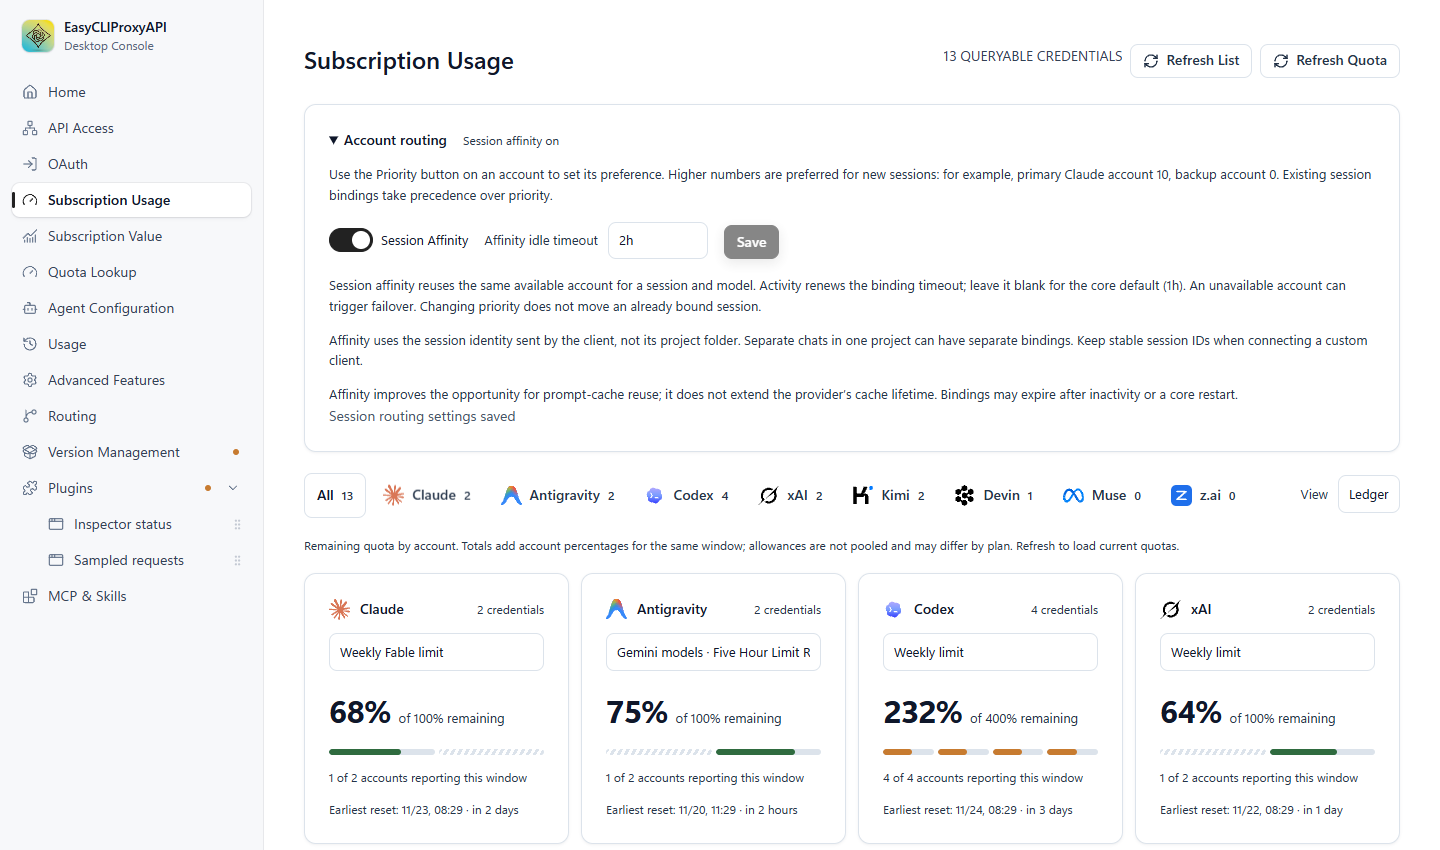 EasyCLIProxyAPI
Desktop Console
Home
API Access
OAuth
Subscription Usage
Subscription Value
Quota Lookup
Agent Configuration
Usage
Advanced Features
Routing
Version Management
Plugins
Inspector status
Sampled requests
MCP & Skills
Subscription Usage
13 QUERYABLE CREDENTIALS
Refresh List
Refresh Quota
Account routing Session affinity on
Use the Priority button on an account to set its preference. Higher numbers are preferred for new sessions: for example, primary Claude account 10, backup account 0. Existing session
bindings take precedence over priority.
Session Affinity Affinity idle timeout 2h Save
Session affinity reuses the same available account for a session and model. Activity renews the binding timeout; leave it blank for the core default (1h). An unavailable account can
trigger failover. Changing priority does not move an already bound session.
Affinity uses the session identity sent by the client, not its project folder. Separate chats in one project can have separate bindings. Keep stable session IDs when connecting a custom
client.
Affinity improves the opportunity for prompt-cache reuse; it does not extend the provider's cache lifetime. Bindings may expire after inactivity or a core restart.
Session routing settings saved
All 13 Claude 2 Antigravity 2 Codex 4 xAI 2 Kimi 2 Devin 1 Muse 0 z.ai 0 View Ledger
Remaining quota by account. Totals add account percentages for the same window; allowances are not pooled and may differ by plan. Refresh to load current quotas.
Claude 2 credentials
Weekly Fable limit
68% of 100% remaining
1 of 2 accounts reporting this window
Earliest reset: 11/23, 08:29 · in 2 days
Antigravity 2 credentials
Gemini models · Five Hour Limit R
75% of 100% remaining
1 of 2 accounts reporting this window
Earliest reset: 11/20, 11:29 · in 2 hours
Codex 4 credentials
Weekly limit
232% of 400% remaining
4 of 4 accounts reporting this window
Earliest reset: 11/24, 08:29 · in 3 days
xAI 2 credentials
Weekly limit
64% of 100% remaining
1 of 2 accounts reporting this window
Earliest reset: 11/22, 08:29 · in 1 day